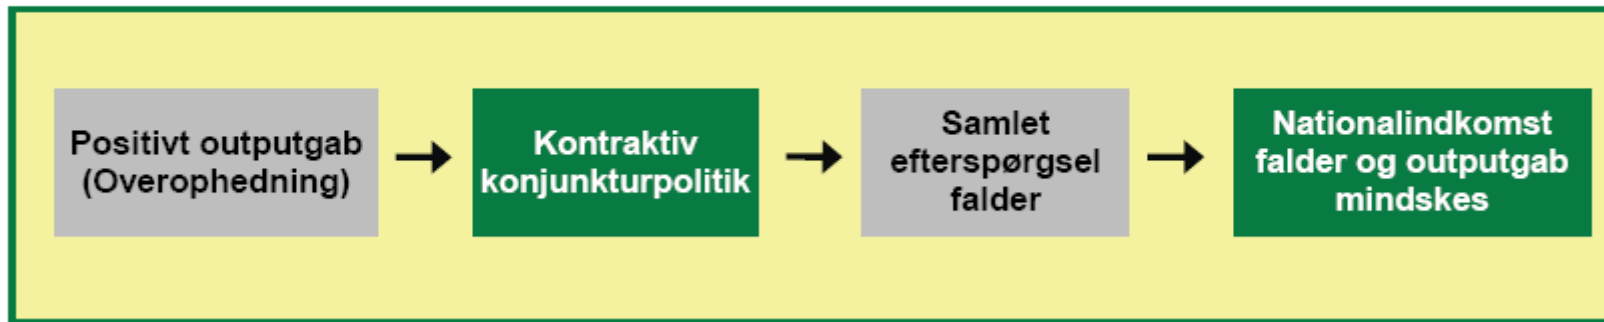 Positivt outputgab
(Overophedning)
Kontraktiv
konjunkturpolitik
Samlet
efterspørgsel
falder
Nationalindkomst
falder og outputgab
mindskes